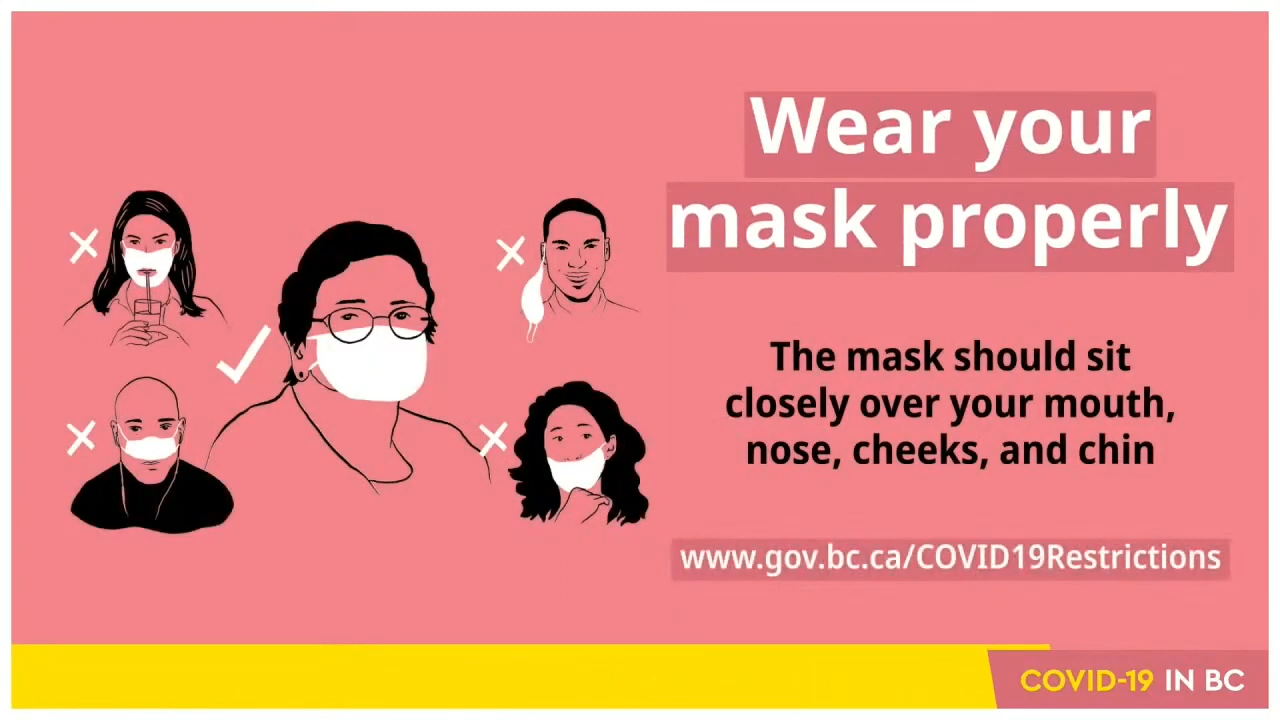 Wear your
mask properly
The mask should sit
closely over your mouth,
nose, cheeks, and chin
www.gov.bc.ca/COVID19Restrictions
COVID-19 IN BC